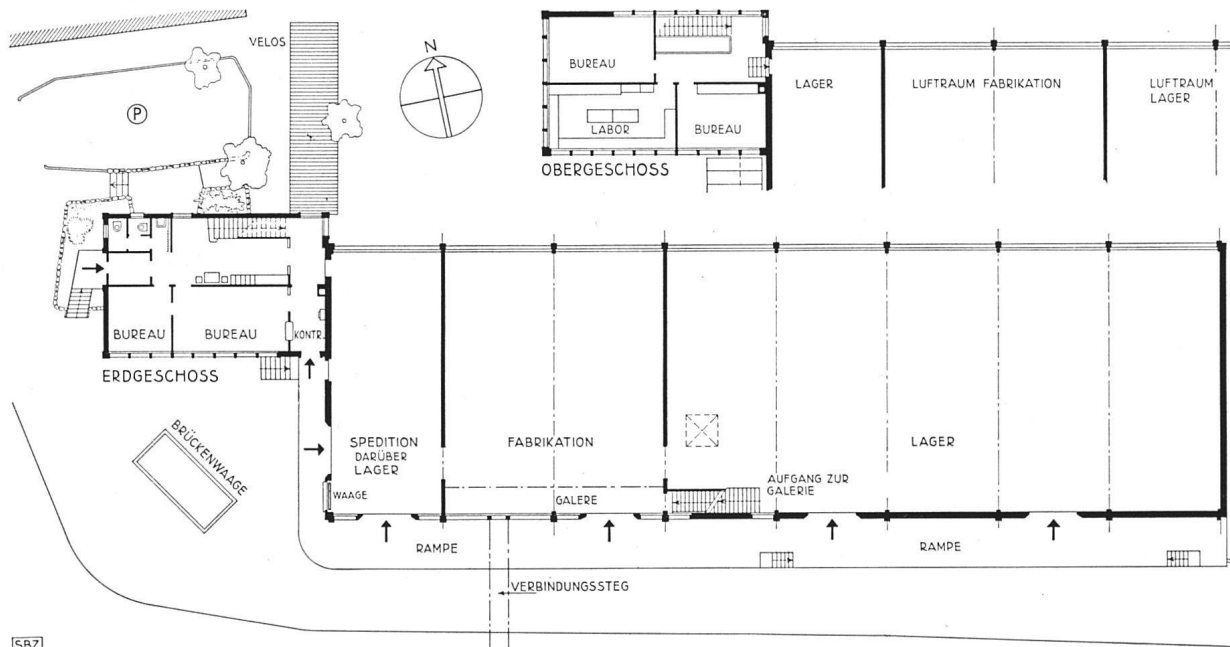 VELOS
N
P
BUREAU
LABOR
BUREAU
OBERGESCHOSS
LAGER
LUFTRAUM FABRIKATION
LUFTRAUM
LAGER
BUREAU
BUREAU
KONTR.
ERDGESCHOSS
BRÜCKENWAAGE
SPEDITION
DARÜBER
LAGER
FABRIKATION
LAGER
WAAGE
GALERE
AUFGANG ZUR
GALERIE
RAMPE
RAMPE
VERBINDUNGSSTEG
SBZ